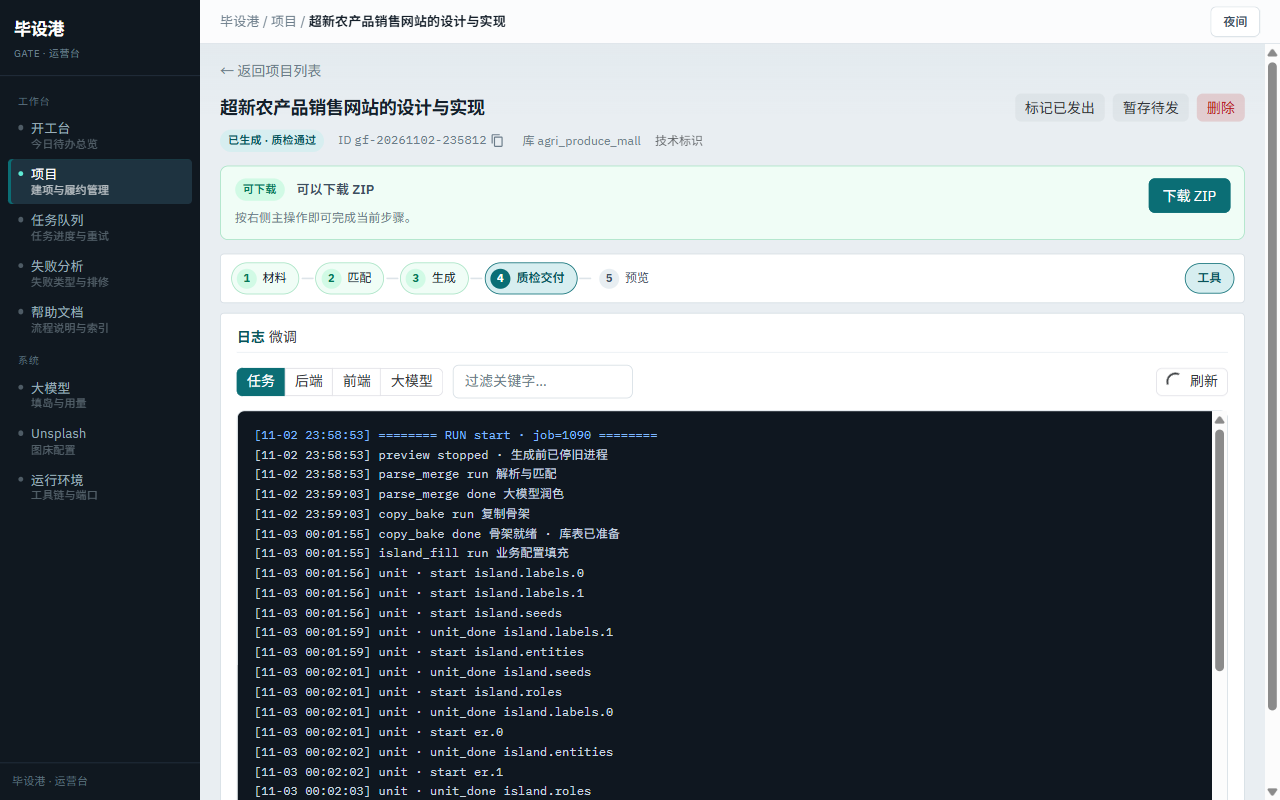 毕设港
GATE · 运营台
工作台
开工台
今日待办总览
项目
建项与履约管理
任务队列
任务进度与重试
失败分析
失败类型与排修
帮助文档
流程说明与索引
系统
大模型
填岛与用量
Unsplash
图床配置
运行环境
工具链与端口
毕设港 · 运营台
毕设港 / 项目 / 超新农产品销售网站的设计与实现
夜间
← 返回项目列表
超新农产品销售网站的设计与实现
标记已发出 暂存待发 删除
已生成 · 质检通过 ID gf-20261102-235812 库 agri_produce_mall 技术标识
可下载 可以下载 ZIP
按右侧主操作即可完成当前步骤。
下载 ZIP
1 材料 2 匹配 3 生成 4 质检交付 5 预览 工具
日志 微调
任务 后端 前端 大模型 过滤关键字... 刷新
[11-02 23:58:53] ======== RUN start · job=1090 ========
[11-02 23:58:53] preview stopped · 生成前已停旧进程
[11-02 23:58:53] parse_merge run 解析与匹配
[11-02 23:59:03] parse_merge done 大模型润色
[11-02 23:59:03] copy_bake run 复制骨架
[11-03 00:01:55] copy_bake done 骨架就绪 · 库表已准备
[11-03 00:01:55] island_fill run 业务配置填充
[11-03 00:01:56] unit · start island.labels.0
[11-03 00:01:56] unit · start island.labels.1
[11-03 00:01:56] unit · start island.seeds
[11-03 00:01:59] unit · unit_done island.labels.1
[11-03 00:01:59] unit · start island.entities
[11-03 00:02:01] unit · unit_done island.seeds
[11-03 00:02:01] unit · start island.roles
[11-03 00:02:01] unit · unit_done island.labels.0
[11-03 00:02:01] unit · start er.0
[11-03 00:02:02] unit · unit_done island.entities
[11-03 00:02:02] unit · start er.1
[11-03 00:02:03] unit · unit_done island.roles